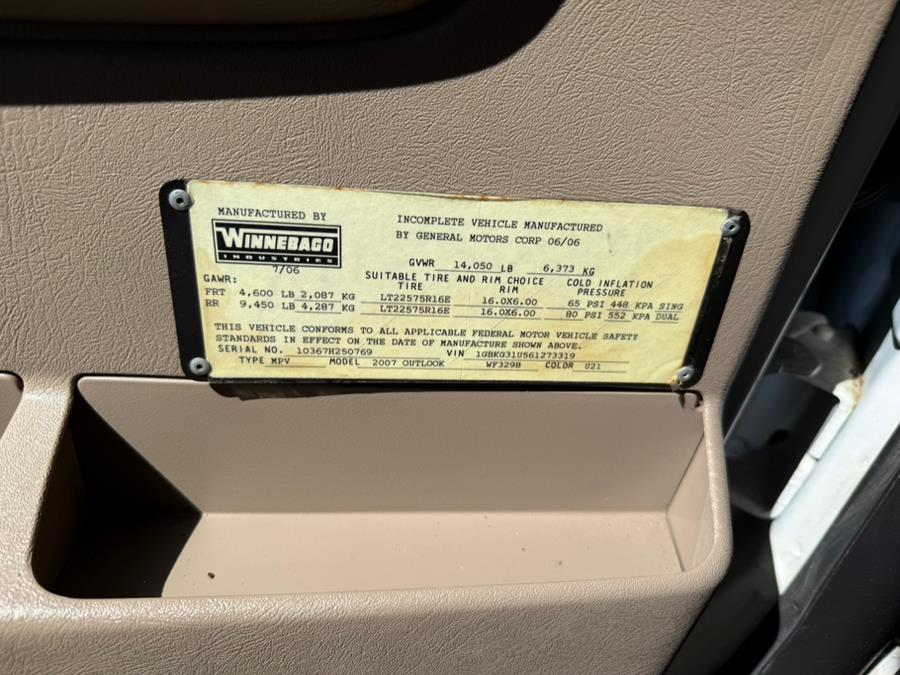 MANUFACTURED BY
WINNEBAGO
INDUSTRIES
7/06
INCOMPLETE VEHICLE MANUFACTURED
BY GENERAL MOTORS CORP 06/06
GVWR 14,050 LB 6,373 KG
GAWR: SUITABLE TIRE AND RIM CHOICE COLD INFLATION
TIRE RIM PRESSURE
FRT 4,600 LB 2,087 KG LT22575R16E 16.0X6.00 65 PSI 448 KPA SING
RR 9,450 LB 4,287 KG LT22575R16E 16.0X6.00 80 PSI 552 KPA DUAL
THIS VEHICLE CONFORMS TO ALL APPLICABLE FEDERAL MOTOR VEHICLE SAFETY
STANDARDS IN EFFECT ON THE DATE OF MANUFACTURE SHOWN ABOVE.
SERIAL NO. 10367H250769 VIN 1GBKG31U561273319
TYPE MPV MODEL 2007 OUTLOOK WF329B COLOR U21